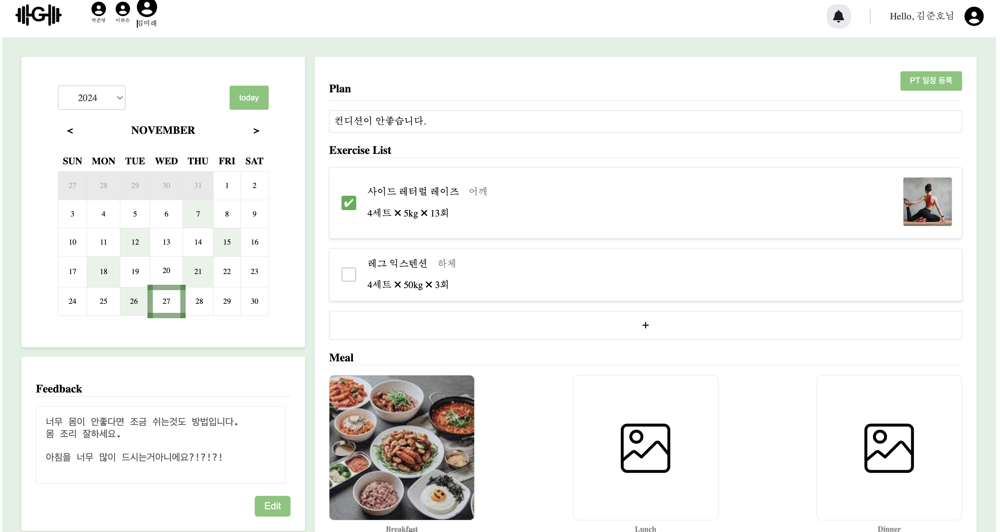 G
박준영
이하은
김미래
Hello, 김준호님
2024
today
< NOVEMBER >
SUN MON TUE WED THU FRI SAT
27 28 29 30 31 1 2
3 4 5 6 7 8 9
10 11 12 13 14 15 16
17 18 19 20 21 22 23
24 25 26 27 28 29 30
Feedback
너무 몸이 안좋다면 조금 쉬는것도 방법입니다.
몸 조리 잘하세요.
아침을 너무 많이 드시는거아니에요?!?!?!
Edit
PT 일정 등록
Plan
컨디션이 안좋습니다.
Exercise List
사이드 레터럴 레이즈 어깨
4세트 ✕ 5kg ✕ 13회
레그 익스텐션 하체
4세트 ✕ 50kg ✕ 3회
+
Meal
Breakfast
Lunch
Dinner